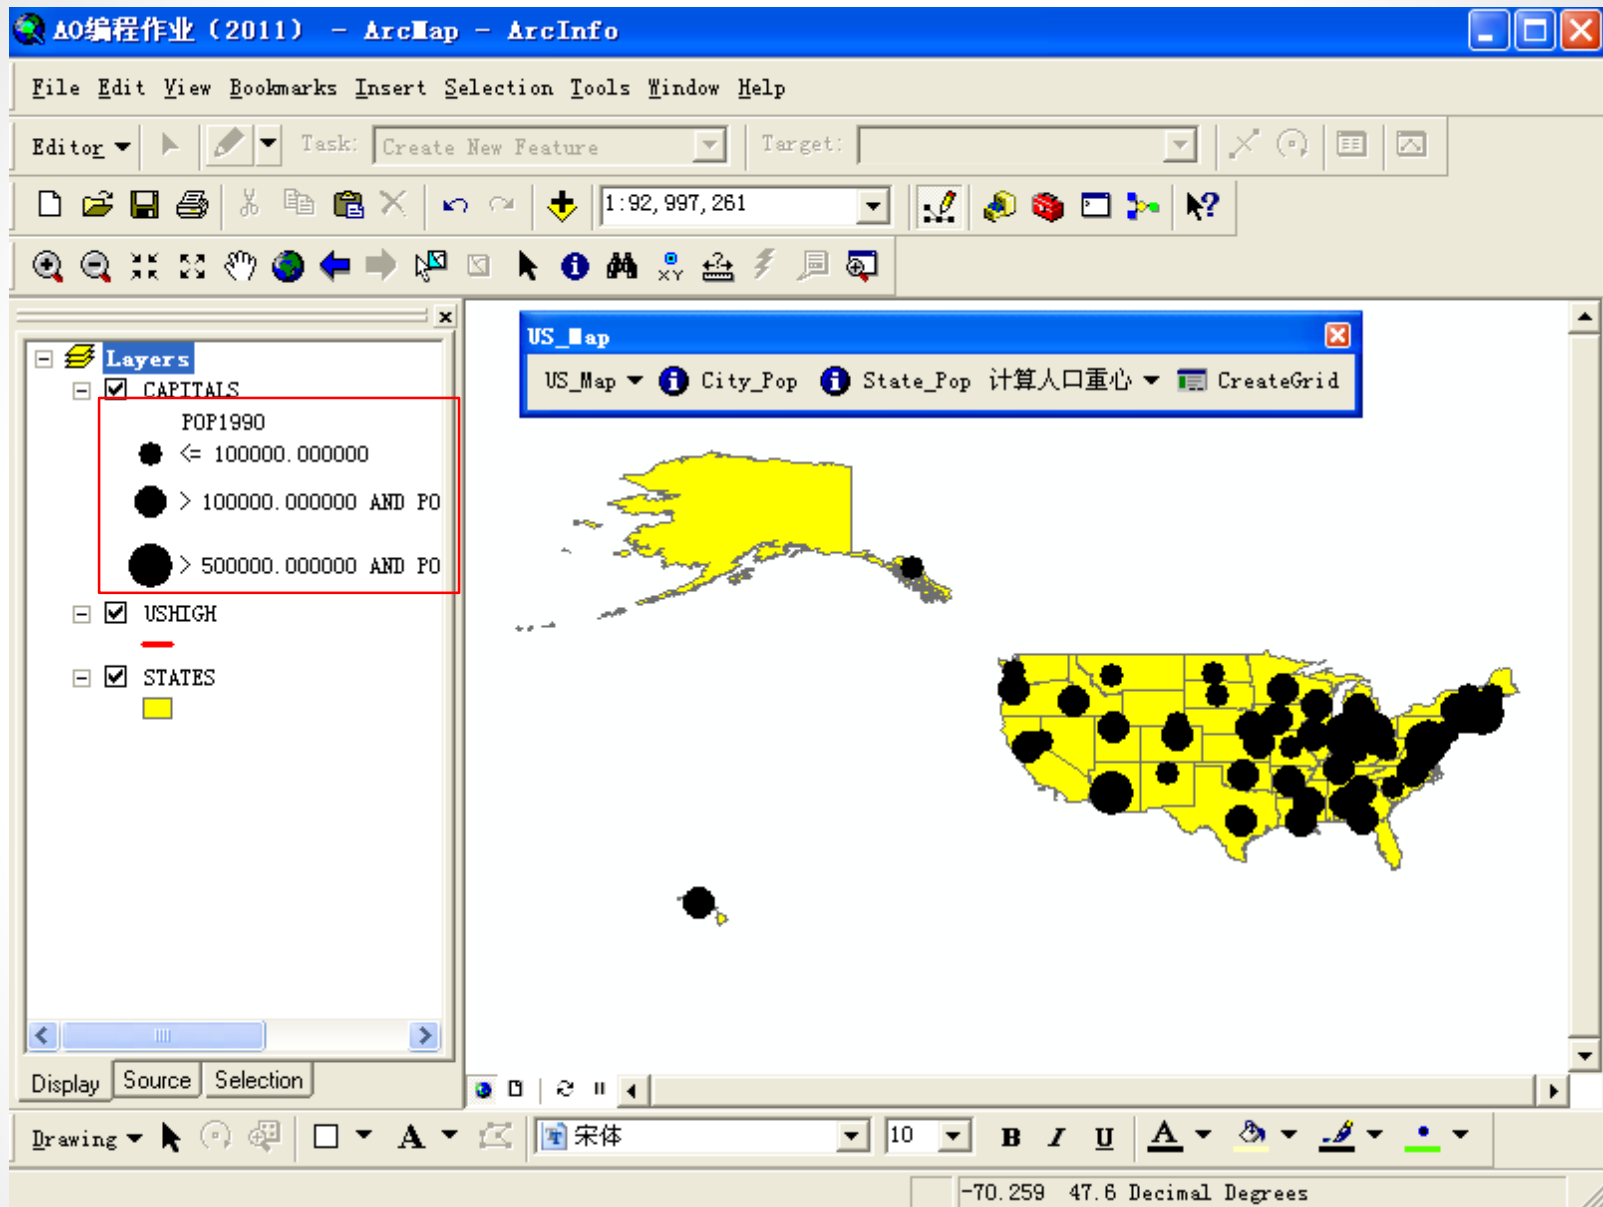 AO编程作业（2011） - ArcMap - ArcInfo
File Edit View Bookmarks Insert Selection Tools Window Help
Editor Task: Create New Feature Target:
1:92,997,261
US_Map
US_Map City_Pop State_Pop 计算人口重心 CreateGrid
Layers
CAPITALS
POP1990
<= 100000.000000
> 100000.000000 AND PO
> 500000.000000 AND PO
USHIGH
STATES
Display Source Selection
Drawing A 宋体 10 B I U A
-70.259 47.6 Decimal Degrees